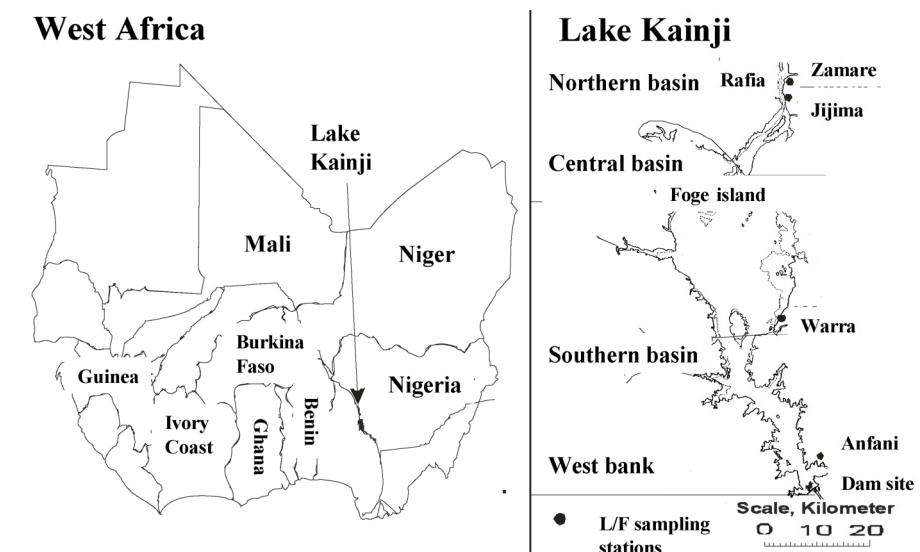 West Africa
Lake
Kainji
Mali
Niger
Burkina
Faso
Guinea
Nigeria
Ivory
Coast
Ghana
Benin
Lake Kainji
Northern basin
Rafia
Zamare
Jijima
Central basin
Foge island
Warra
Southern basin
Anfani
West bank
Dam site
Scale, Kilometer
0 10 20
L/F sampling
stations